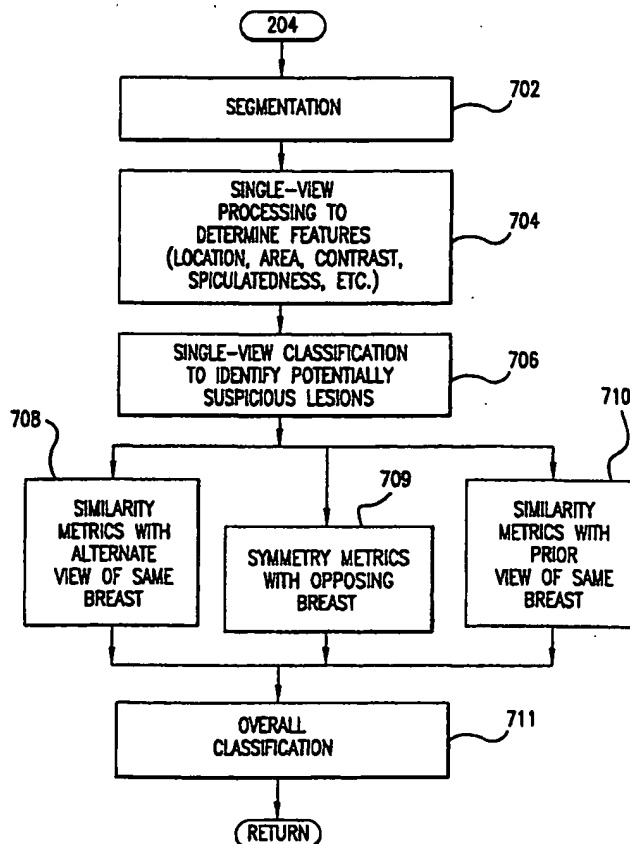 204
SEGMENTATION
702
SINGLE-VIEW
PROCESSING TO
DETERMINE FEATURES
(LOCATION, AREA, CONTRAST,
SPICULATEDNESS, ETC.)
704
SINGLE-VIEW CLASSIFICATION
TO IDENTIFY POTENTIALLY
SUSPICIOUS LESIONS
706
708
SIMILARITY
METRICS WITH
ALTERNATE
VIEW OF SAME
BREAST
709
SYMMETRY METRICS
WITH OPPOSING
BREAST
710
SIMILARITY
METRICS WITH
PRIOR
VIEW OF SAME
BREAST
OVERALL
CLASSIFICATION
711
RETURN